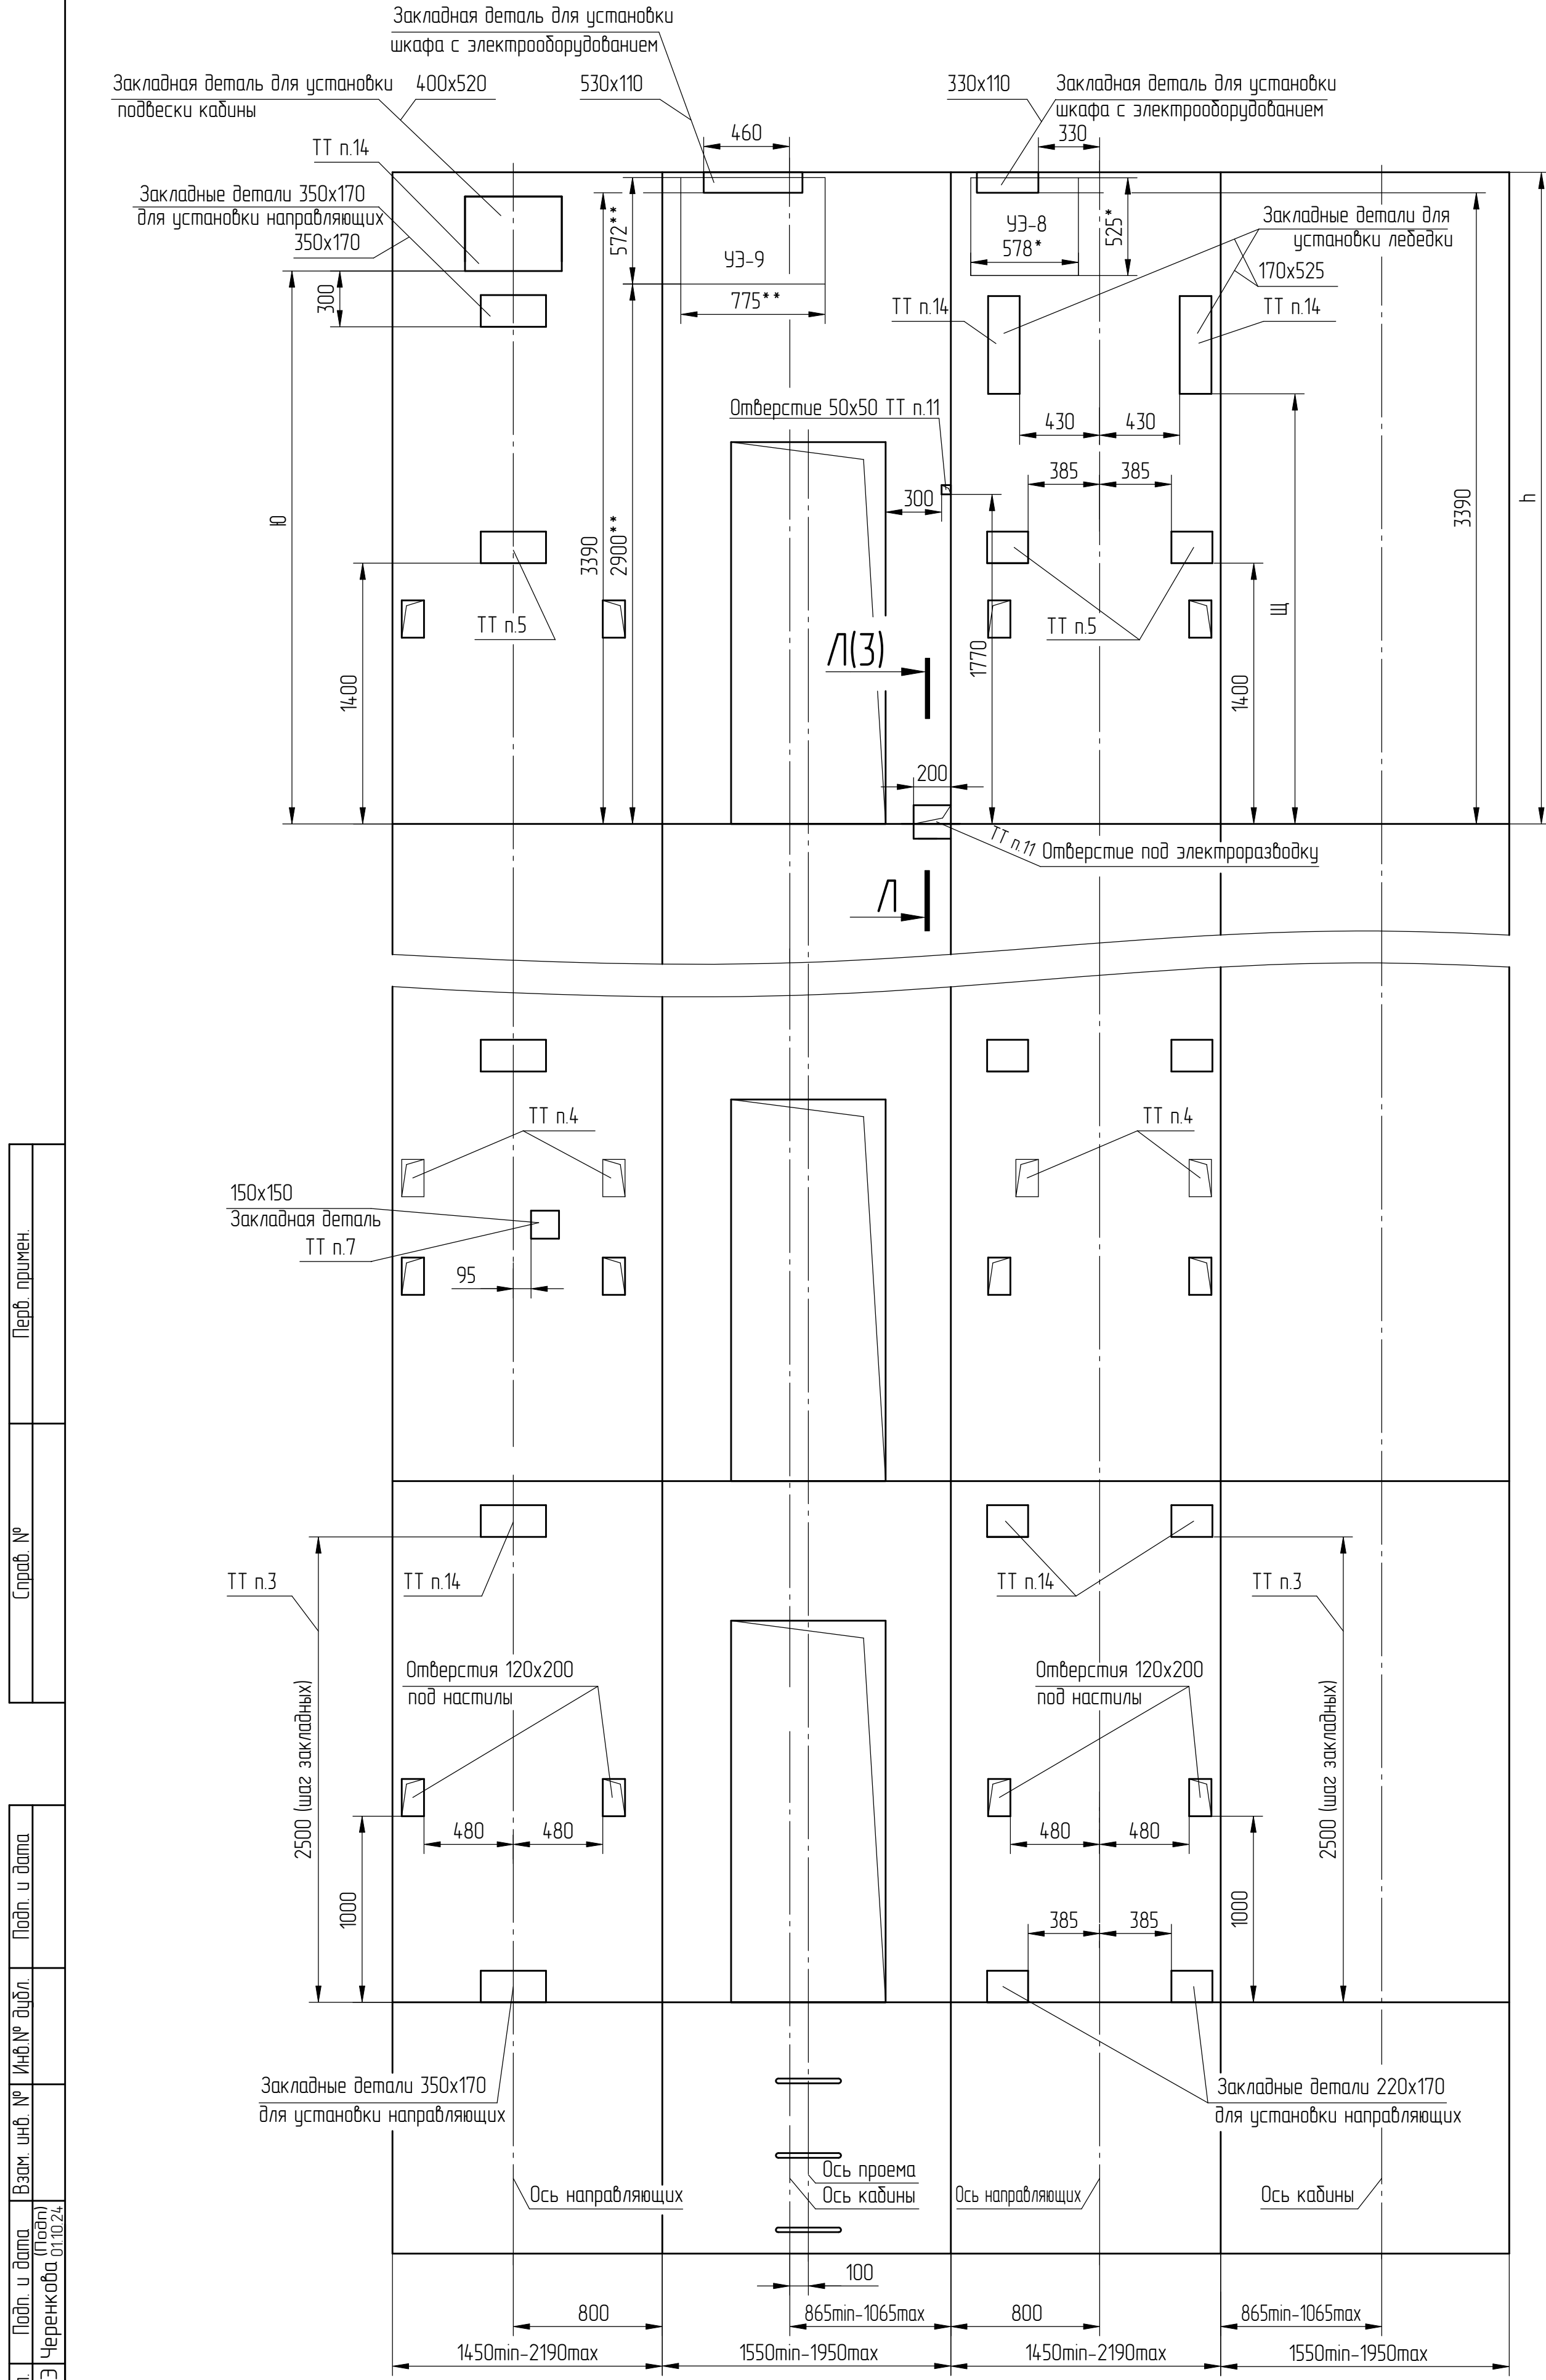 Закладная деталь для установки
шкафа с электрооборудованием
Закладная деталь для установки
подвески кабины
400х520
530х110
330х110
Закладная деталь для установки
шкафа с электрооборудованием
460
330
ТТ п.14
Закладные детали 350х170
для установки направляющих
350х170
572**
УЭ-9
775**
УЭ-8
578*
525*
Закладные детали для
установки лебедки
170х525
ТТ п.14
ТТ п.14
300
Отверстие 50х50 ТТ п.11
430
430
385
385
300
Ю
3390
2900**
3390
h
Щ
ТТ п.5
ТТ п.5
1400
1770
1400
Л(3)
200
ТТ п.11 Отверстие под электроразводку
Л
ТТ п.4
ТТ п.4
150х150
Закладная деталь
ТТ п.7
95
ТТ п.3
ТТ п.14
ТТ п.14
ТТ п.3
Отверстия 120х200
под настилы
Отверстия 120х200
под настилы
2500 (шаг закладных)
2500 (шаг закладных)
480
480
480
480
1000
1000
385
385
Закладные детали 350х170
для установки направляющих
Закладные детали 220х170
для установки направляющих
Ось направляющих
Ось проема
Ось кабины
Ось направляющих
Ось кабины
100
800
865min-1065max
800
865min-1065max
1450min-2190max
1550min-1950max
1450min-2190max
1550min-1950max
Перв. примен.
Справ. №
Подп. и дата
Инв.№ дубл.
Взам. инв. №
Подп. и дата
Черенкова (Подп)
01.10.24